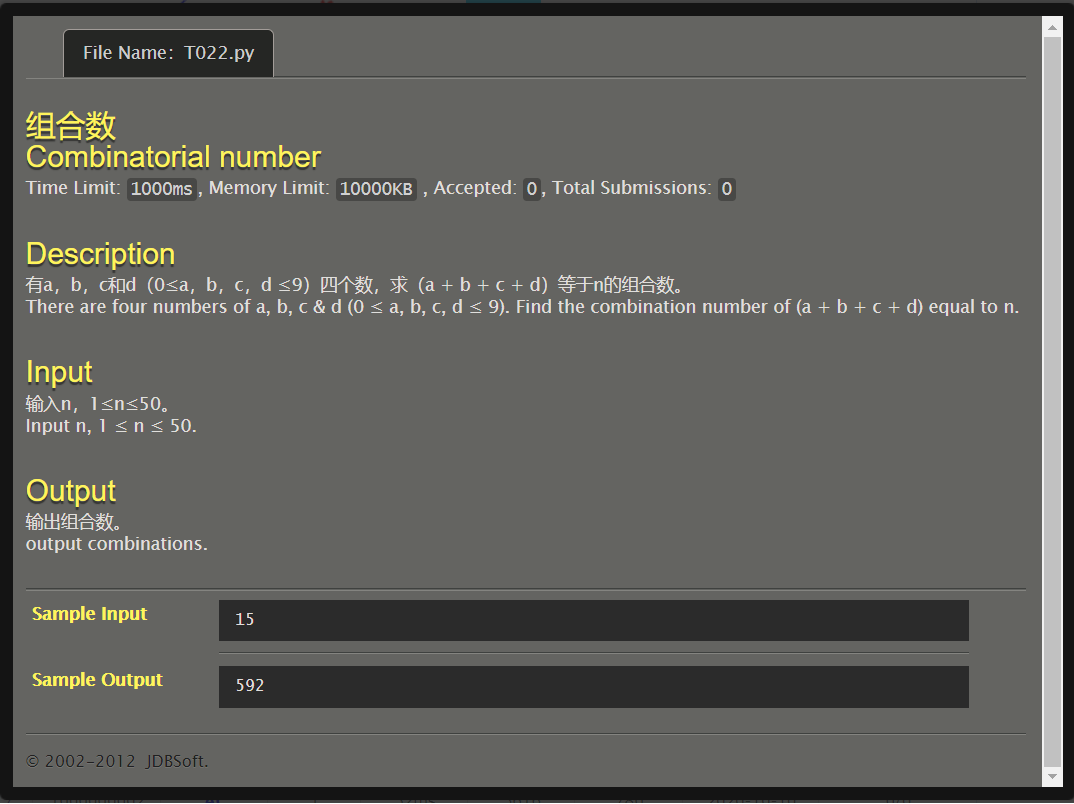 File Name: T022.py
组合数
Combinatorial number
Time Limit: 1000ms, Memory Limit: 10000KB , Accepted: 0, Total Submissions: 0
Description
有a，b，c和d（0≤a，b，c，d ≤9）四个数，求（a + b + c + d）等于n的组合数。
There are four numbers of a, b, c & d (0 ≤ a, b, c, d ≤ 9). Find the combination number of (a + b + c + d) equal to n.
Input
输入n，1≤n≤50。
Input n, 1 ≤ n ≤ 50.
Output
输出组合数。
output combinations.
Sample Input
15
Sample Output
592
© 2002-2012 JDBSoft.